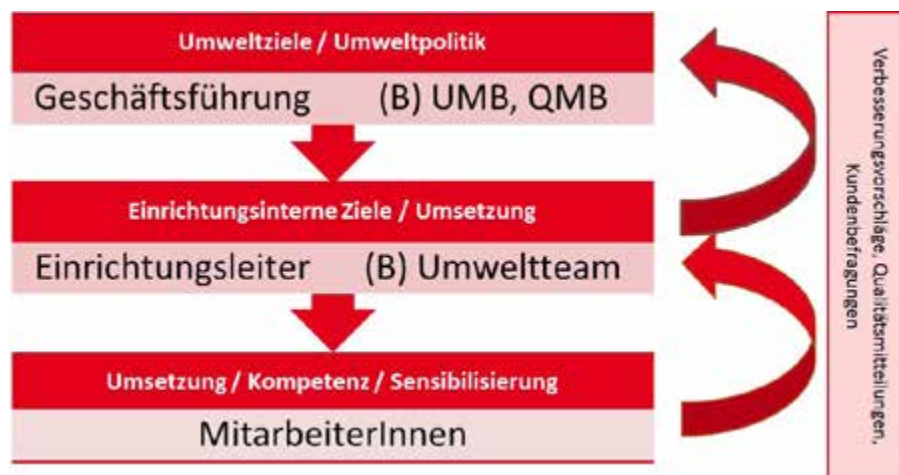 Umweltziele / Umweltpolitik
Geschäftsführung (B) UMB, QMB
Einrichtungsinterne Ziele / Umsetzung
Einrichtungsleiter (B) Umweltteam
Umsetzung / Kompetenz / Sensibilisierung
MitarbeiterInnen
Verbesserungsvorschläge, Qualitätsmitteilungen,
Kundenbefragungen